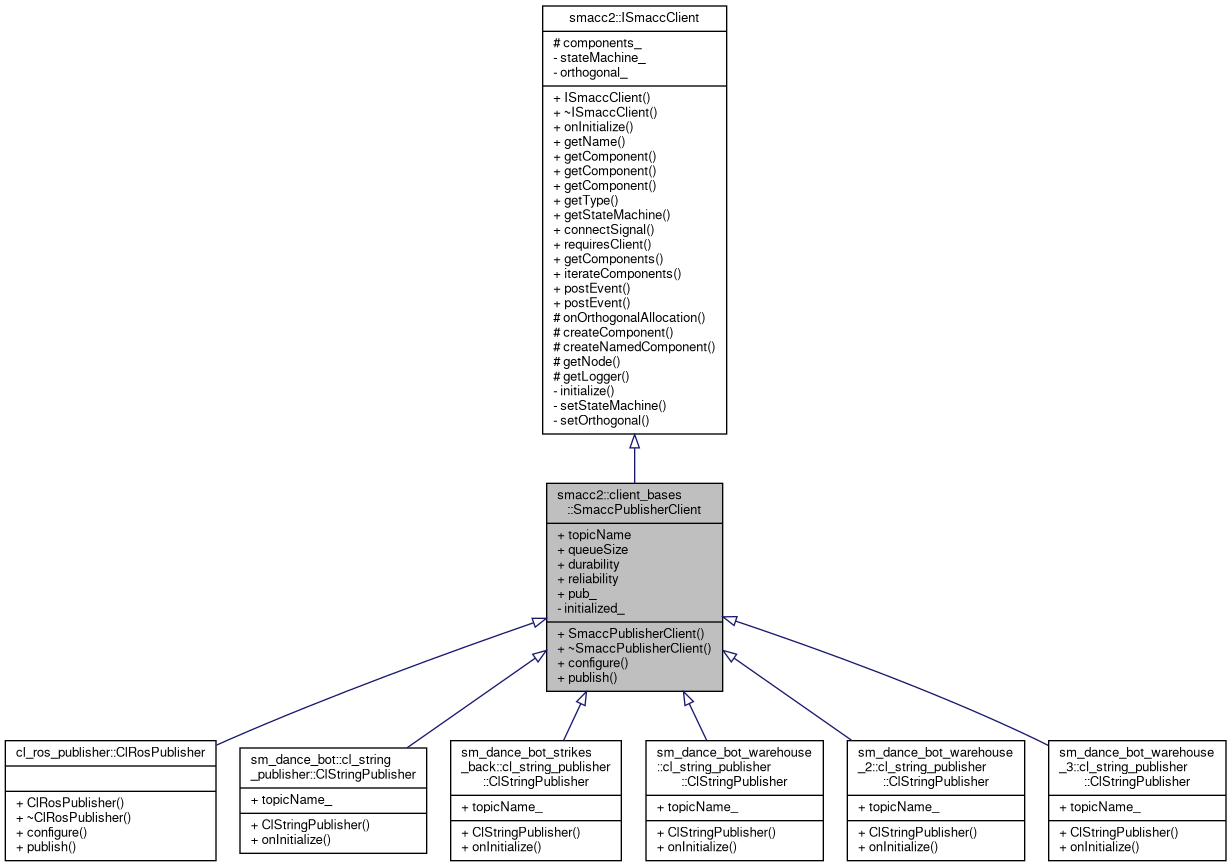 smacc2::ISmaccClient
# components_
- stateMachine_
- orthogonal_
+ ISmaccClient()
+ ~ISmaccClient()
+ onInitialize()
+ getName()
+ getComponent()
+ getComponent()
+ getComponent()
+ getType()
+ getStateMachine()
+ connectSignal()
+ requiresClient()
+ getComponents()
+ iterateComponents()
+ postEvent()
+ postEvent()
# onOrthogonalAllocation()
# createComponent()
# createNamedComponent()
# getNode()
# getLogger()
- initialize()
- setStateMachine()
- setOrthogonal()
smacc2::client_bases
::SmaccPublisherClient
+ topicName
+ queueSize
+ durability
+ reliability
+ pub_
- initialized_
+ SmaccPublisherClient()
+ ~SmaccPublisherClient()
+ configure()
+ publish()
cl_ros_publisher::ClRosPublisher
+ ClRosPublisher()
+ ~ClRosPublisher()
+ configure()
+ publish()
sm_dance_bot::cl_string
_publisher::ClStringPublisher
+ topicName_
+ ClStringPublisher()
+ onInitialize()
sm_dance_bot_strikes
_back::cl_string_publisher
::ClStringPublisher
+ topicName_
+ ClStringPublisher()
+ onInitialize()
sm_dance_bot_warehouse
::cl_string_publisher
::ClStringPublisher
+ topicName_
+ ClStringPublisher()
+ onInitialize()
sm_dance_bot_warehouse
_2::cl_string_publisher
::ClStringPublisher
+ topicName_
+ ClStringPublisher()
+ onInitialize()
sm_dance_bot_warehouse
_3::cl_string_publisher
::ClStringPublisher
+ topicName_
+ ClStringPublisher()
+ onInitialize()